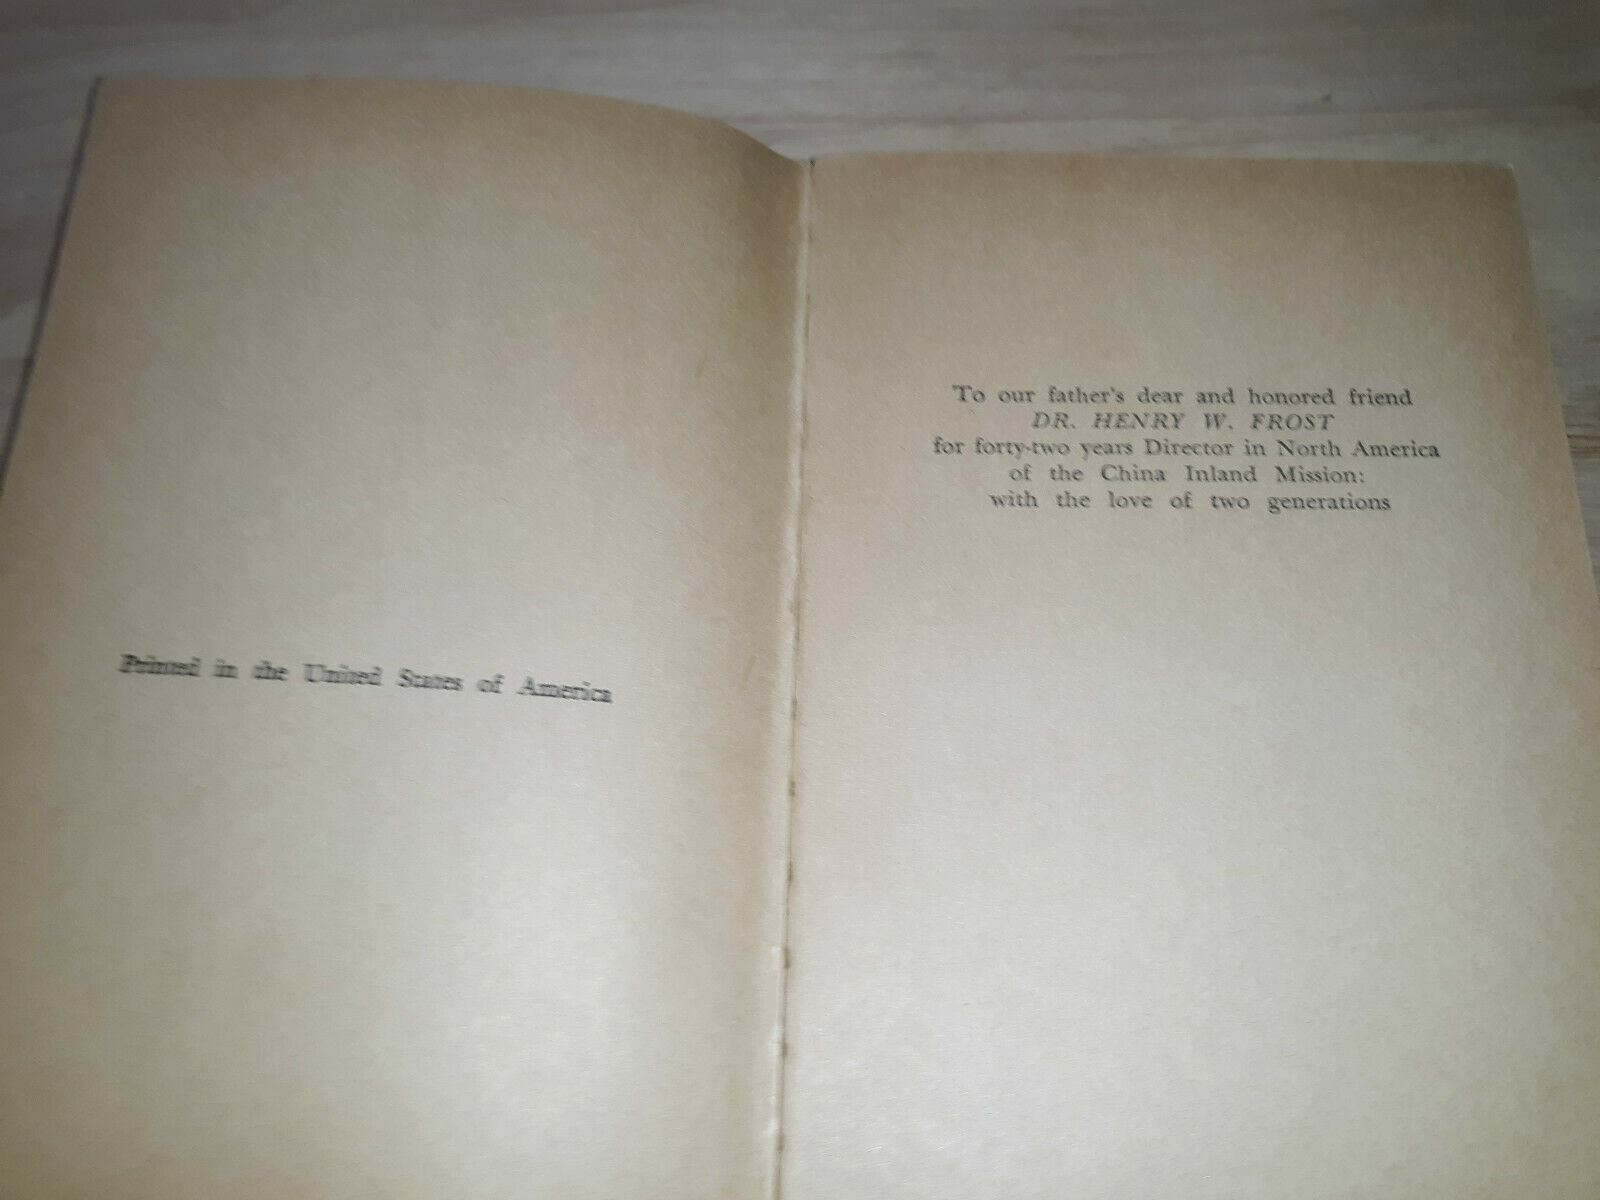 Printed in the United States of America
To our father's dear and honored friend
DR. HENRY W. FROST
for forty-two years Director in North America
of the China Inland Mission:
with the love of two generations